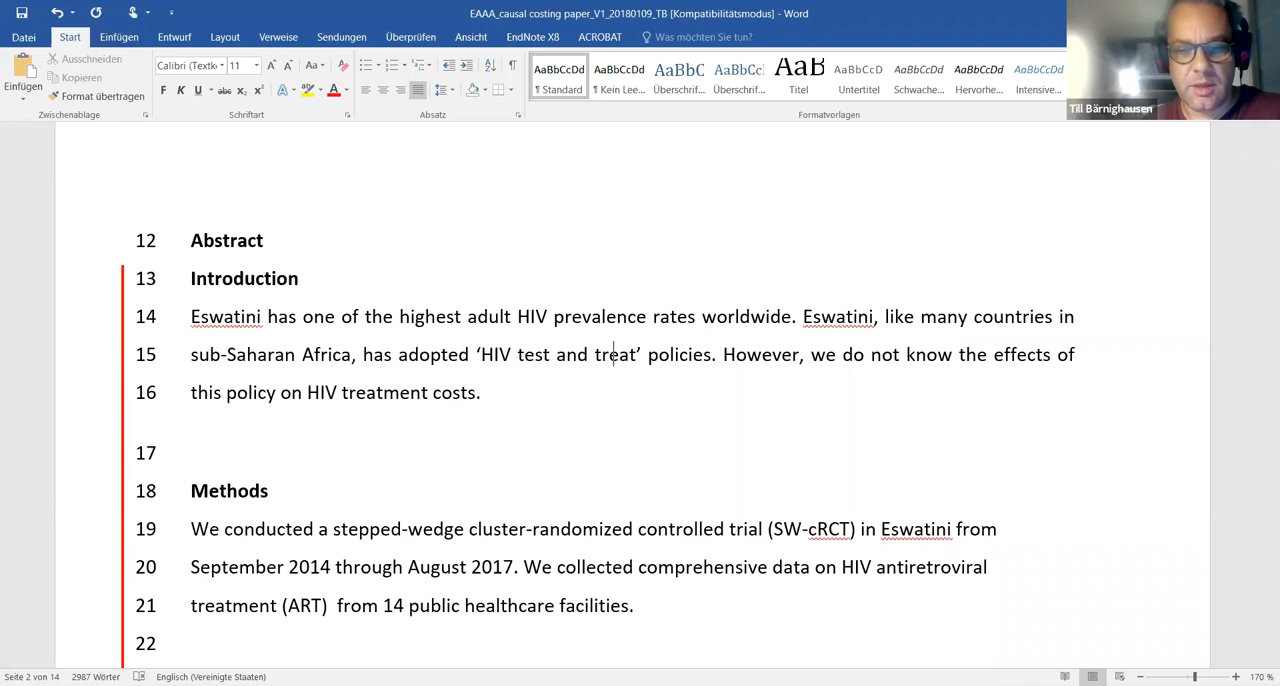 EAAA_causal costing paper_V1_20180109_TB [Kompatibilitätsmodus] - Word
Datei Start Einfügen Entwurf Layout Verweise Sendungen Überprüfen Ansicht EndNote X8 ACROBAT Was möchten Sie tun?
Einfügen
Ausschneiden
Kopieren
Format übertragen
Zwischenablage
Calibri (Textk 11
Schriftart
Absatz
AaBbCcDd AaBbCcDd AaBbC AaBbCc AaB AaBbCcD AaBbCcDd AaBbCcDd AaBbCcDd
¶ Standard ¶ Kein Lee... Überschrif... Überschrif... Titel Untertitel Schwache... Hervorhe... Intensive...
Formatvorlagen
Till Bärnighausen
12 Abstract
13 Introduction
14 Eswatini has one of the highest adult HIV prevalence rates worldwide. Eswatini, like many countries in
15 sub-Saharan Africa, has adopted ‘HIV test and treat’ policies. However, we do not know the effects of
16 this policy on HIV treatment costs.
17
18 Methods
19 We conducted a stepped-wedge cluster-randomized controlled trial (SW-cRCT) in Eswatini from
20 September 2014 through August 2017. We collected comprehensive data on HIV antiretroviral
21 treatment (ART) from 14 public healthcare facilities.
22
Seite 2 von 14 2987 Wörter Englisch (Vereinigte Staaten) 170 %